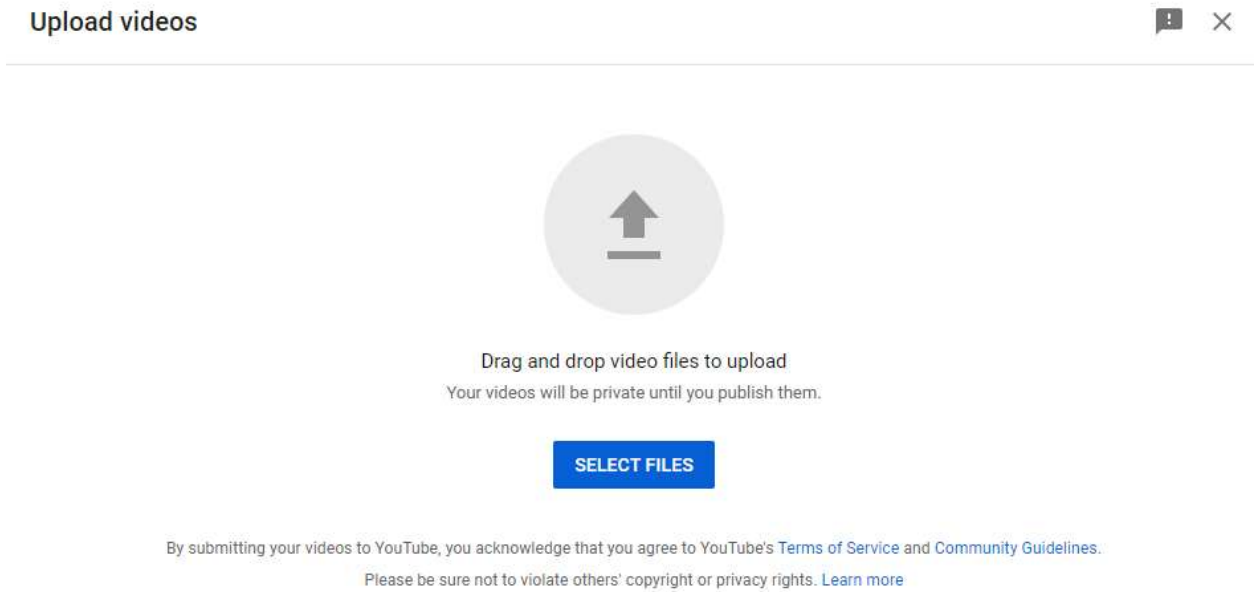 Upload videos
Drag and drop video files to upload
Your videos will be private until you publish them.
SELECT FILES
By submitting your videos to YouTube, you acknowledge that you agree to YouTube's Terms of Service and Community Guidelines.
Please be sure not to violate others' copyright or privacy rights. Learn more